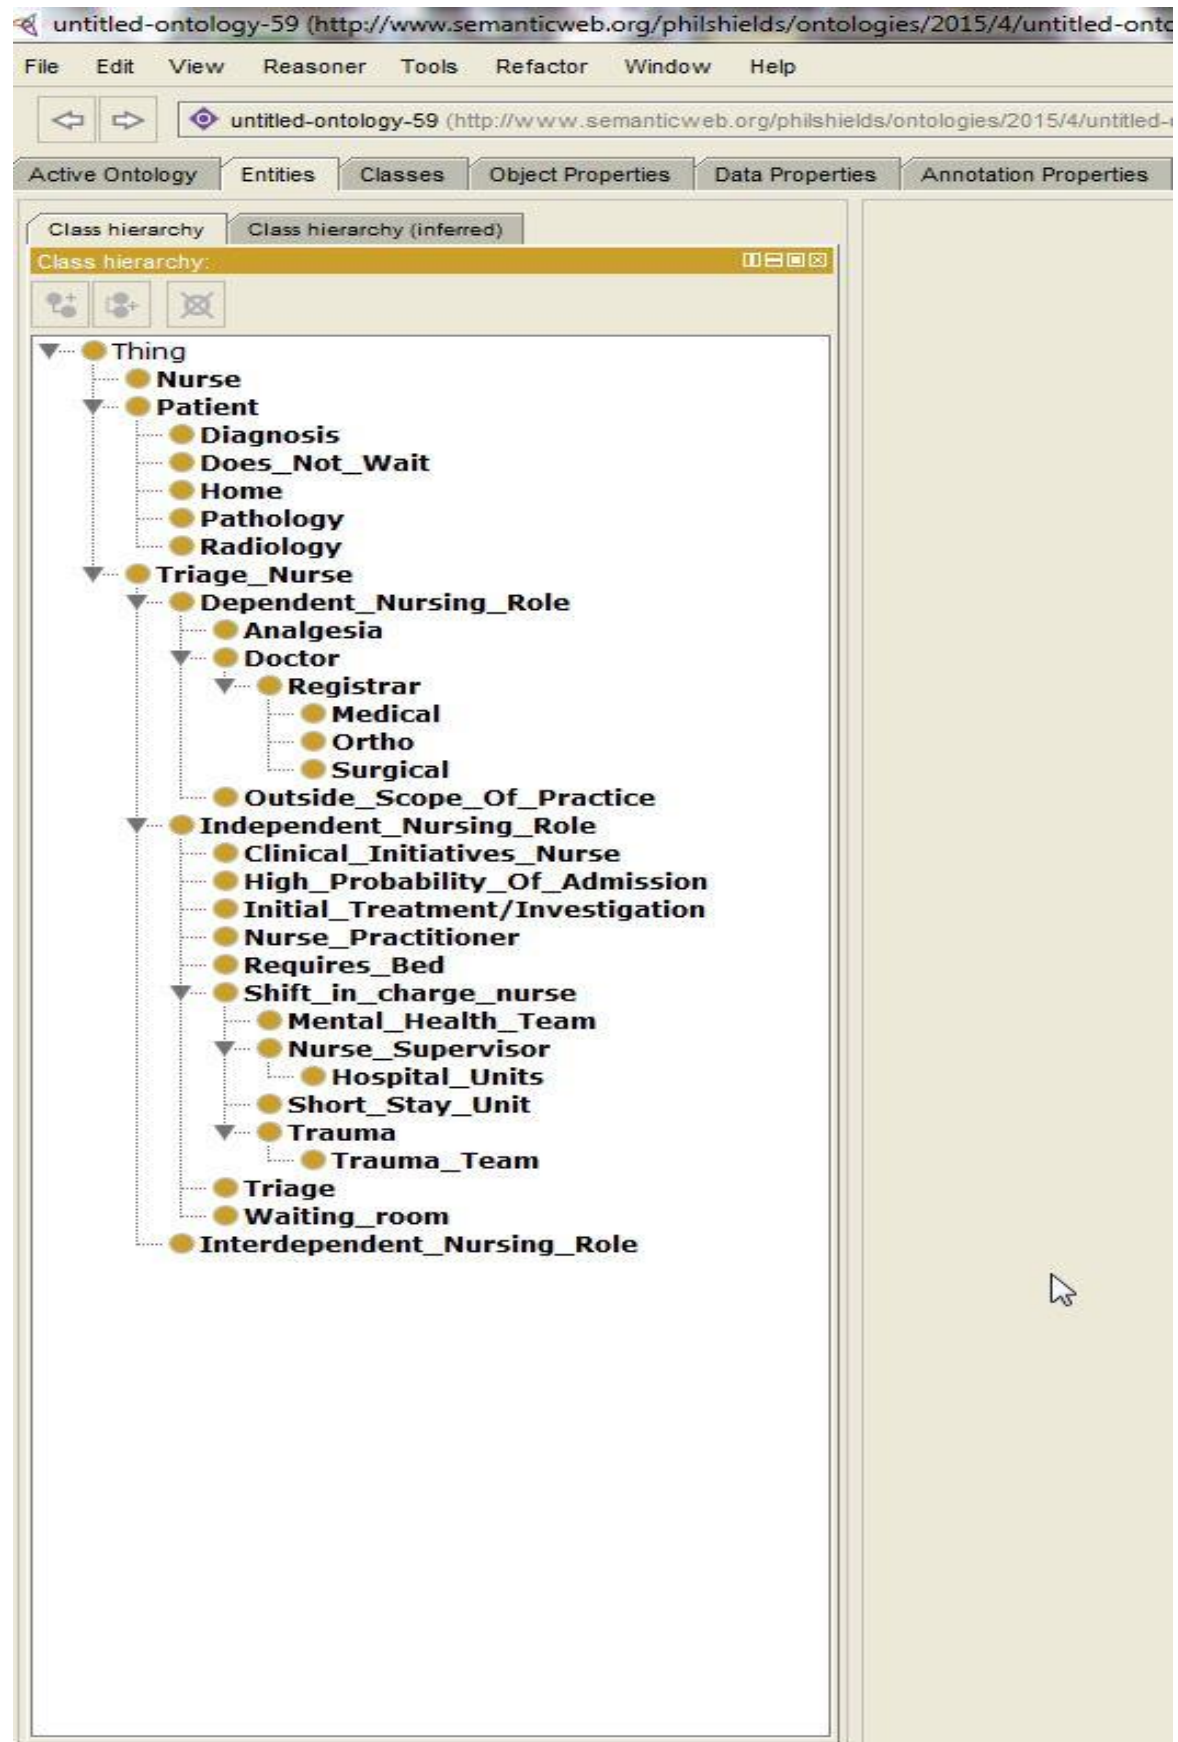 untitled-ontology-59 (http://www.semanticweb.org/philshields/ontologies/2015/4/untitled-onto
File Edit View Reasoner Tools Refactor Window Help
untitled-ontology-59 (http://www.semanticweb.org/philshields/ontologies/2015/4/untitled-
Active Ontology Entities Classes Object Properties Data Properties Annotation Properties
Class hierarchy Class hierarchy (inferred)
Class hierarchy:
Thing
Nurse
Patient
Diagnosis
Does_Not_Wait
Home
Pathology
Radiology
Triage_Nurse
Dependent_Nursing_Role
Analgesia
Doctor
Registrar
Medical
Ortho
Surgical
Outside_Scope_Of_Practice
Independent_Nursing_Role
Clinical_Initiatives_Nurse
High_Probability_Of_Admission
Initial_Treatment/Investigation
Nurse_Practitioner
Requires_Bed
Shift_in_charge_nurse
Mental_Health_Team
Nurse_Supervisor
Hospital_Units
Short_Stay_Unit
Trauma
Trauma_Team
Triage
Waiting_room
Interdependent_Nursing_Role